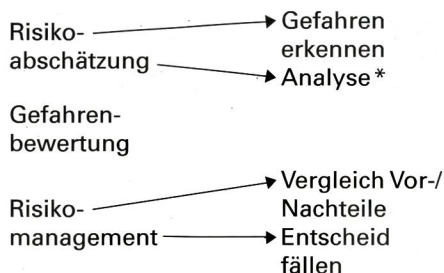 Risiko-
abschätzung
Gefahren
erkennen
Analyse*
Gefahren-
bewertung
Risiko-
management
Vergleich Vor-/
Nachteile
Entscheid
fällen